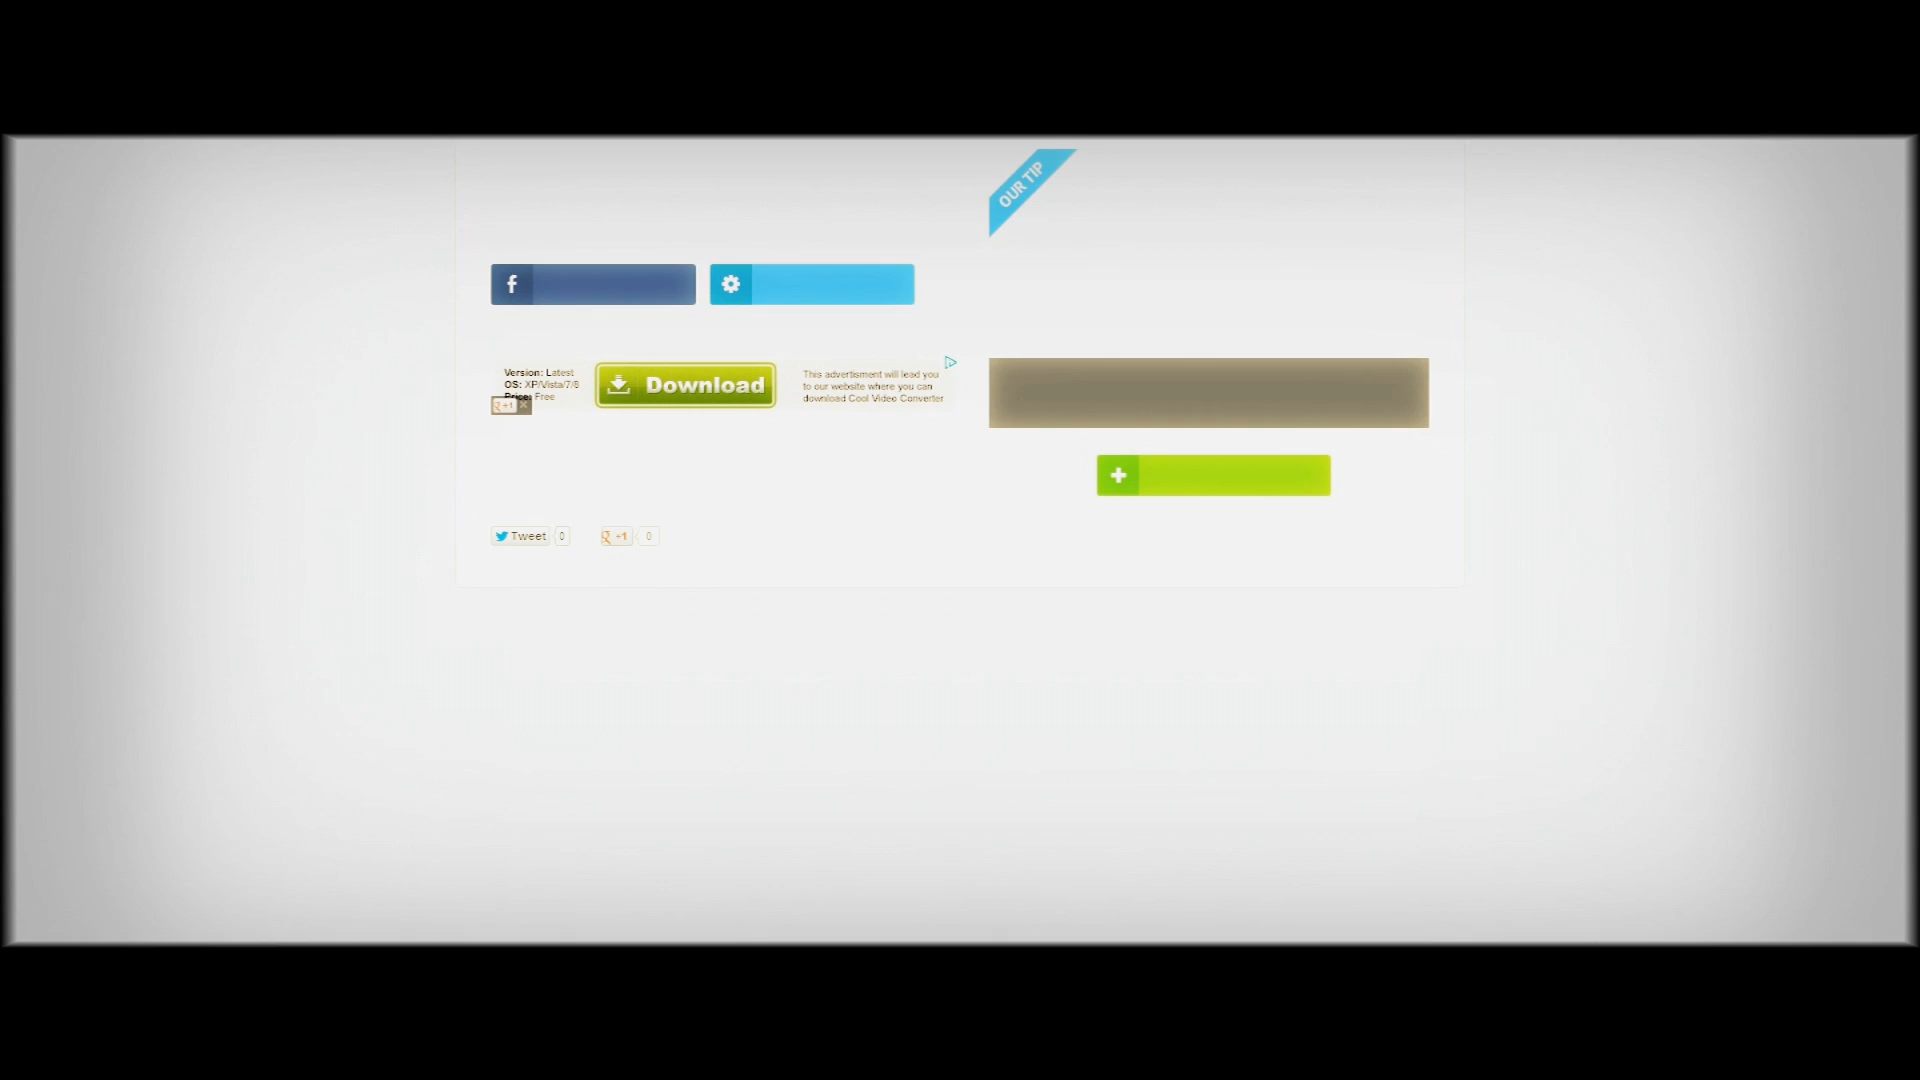 OUR TIP
f
Version: Latest
OS: XP/Vista/7/8
Price: Free
Download
This advertisment will lead you
to our website where you can
download Cool Video Converter
+1
Tweet 0
+1 0